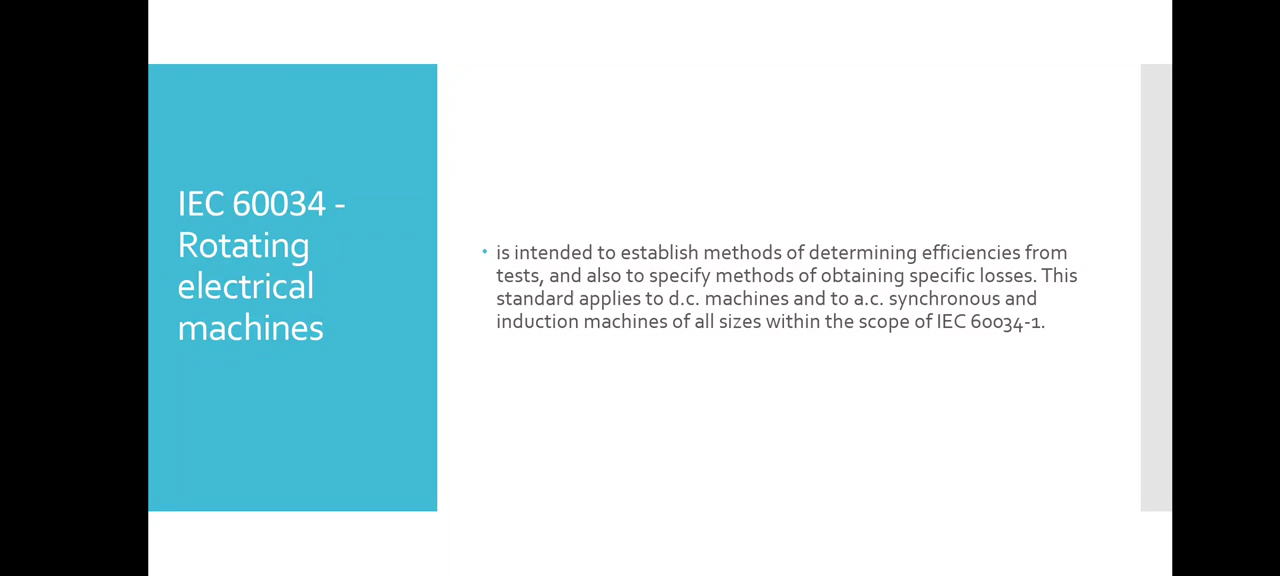 IEC 60034 -
Rotating
electrical
machines
• is intended to establish methods of determining efficiencies from
tests, and also to specify methods of obtaining specific losses. This
standard applies to d.c. machines and to a.c. synchronous and
induction machines of all sizes within the scope of IEC 60034-1.